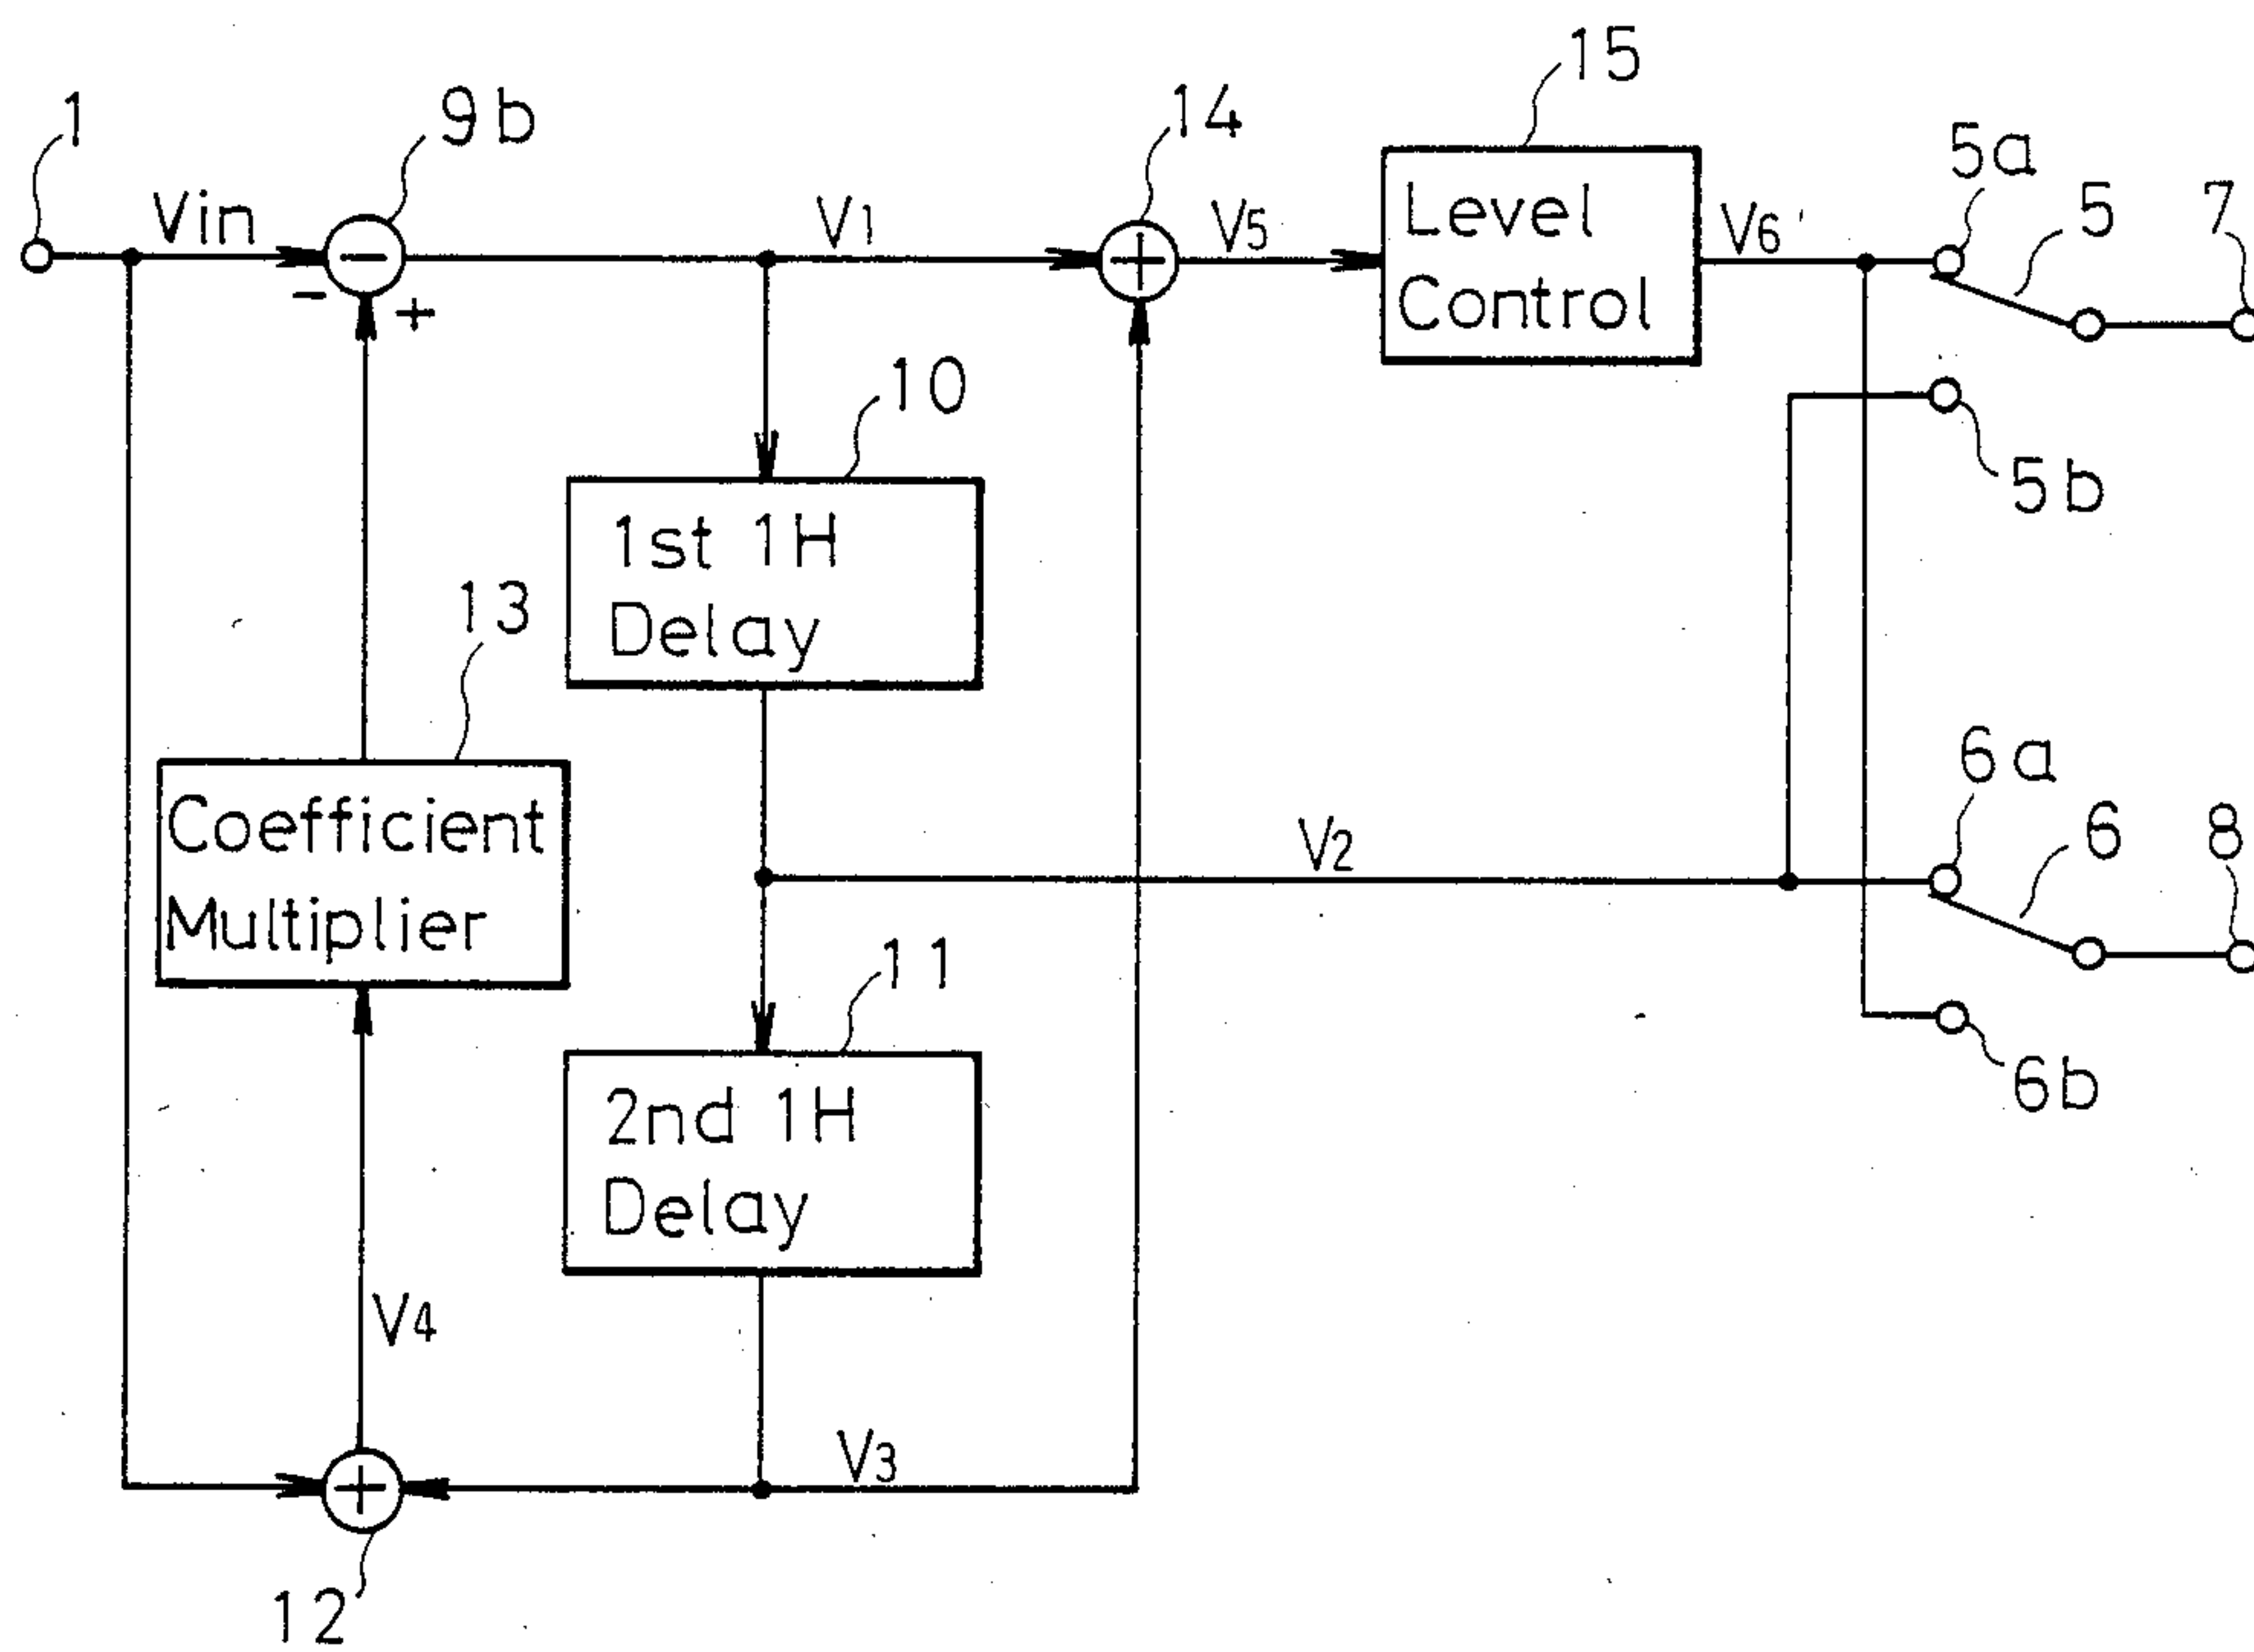 15
1
9b
14
5a
Vin
V1
V5
Level
Control
V6
5
7
-
+
-
+
10
5b
1st 1H
Delay
13
6a
Coefficient
Multiplier
V2
6
8
11
2nd 1H
Delay
6b
V4
V3
+
12